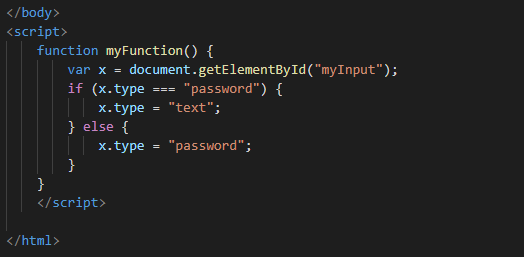 </body>
<script>
    function myFunction() {
        var x = document.getElementById("myInput");
        if (x.type === "password") {
            x.type = "text";
        } else {
            x.type = "password";
        }
    }
    </script>

</html>